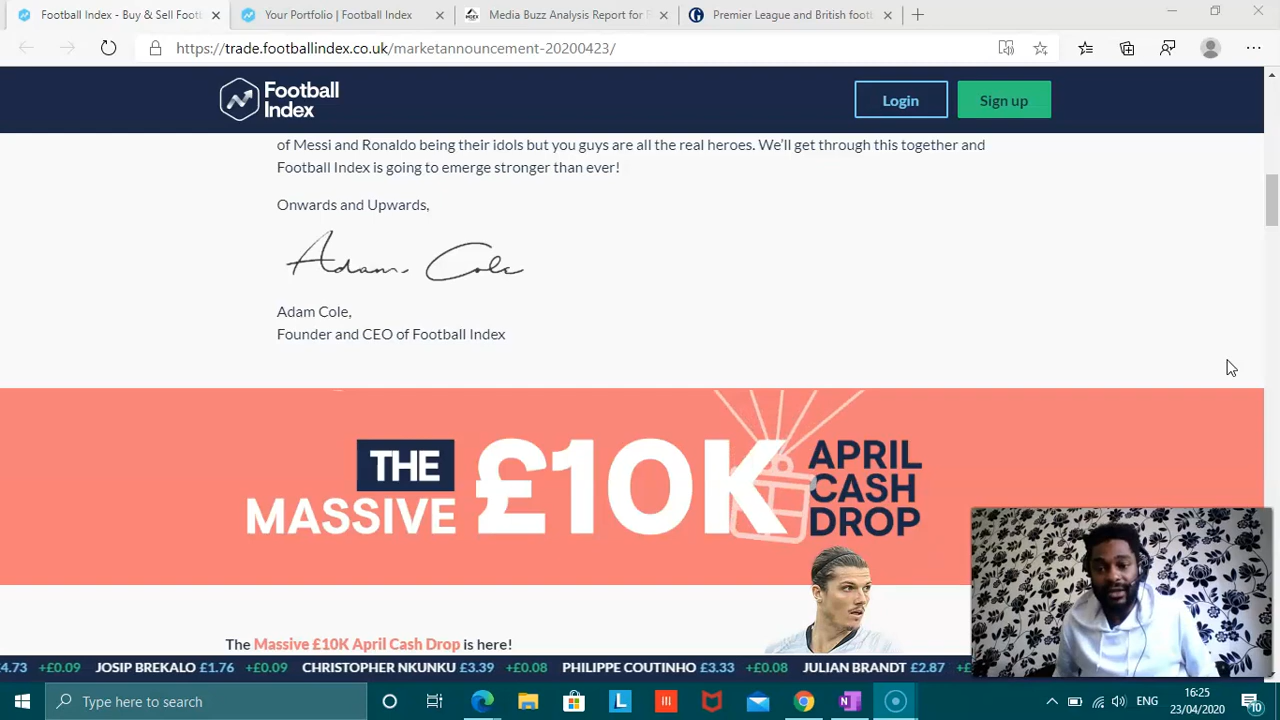 Football Index - Buy & Sell Foot
Your Portfolio | Football Index
Media Buzz Analysis Report for F
Premier League and British footb
https://trade.footballindex.co.uk/marketannouncement-20200423/
Football
Index
Login
Sign up
of Messi and Ronaldo being their idols but you guys are all the real heroes. We'll get through this together and
Football Index is going to emerge stronger than ever!
Onwards and Upwards,
Adam Cole
Adam Cole,
Founder and CEO of Football Index
THE
MASSIVE
£10K
APRIL
CASH
DROP
The Massive £10K April Cash Drop is here!
4.73 +£0.09 JOSIP BREKALO £1.76 +£0.09 CHRISTOPHER NKUNKU £3.39 +£0.08 PHILIPPE COUTINHO £3.33 +£0.08 JULIAN BRANDT £2.87 +£
Type here to search
ENG
16:25
23/04/2020
10